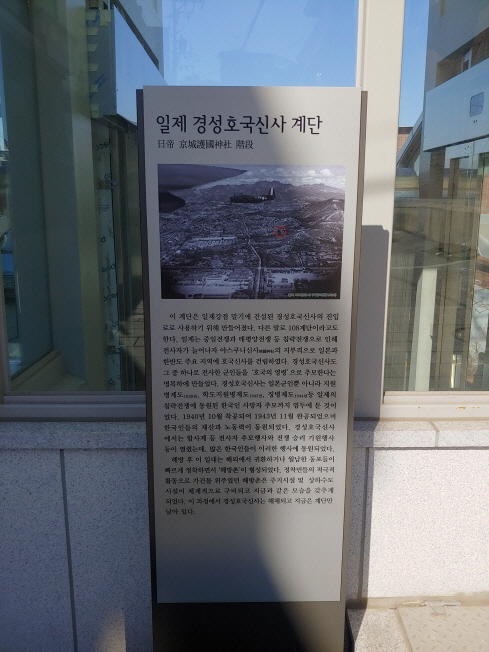 일제 경성호국신사 계단
日帝 京城護國神社 階段
이 계단은 일제강점 말기에 건설된 경성호국신사의 진입
로로 사용하기 위해 만들어졌다. 다른 말로 108계단이라고도
한다. 일제는 중일전쟁과 태평양전쟁 등 침략전쟁으로 인해
전사자가 늘어나자 야스쿠니신사의 지부격으로 일본과
한반도 주요 지역에 호국신사를 건립하였다. 경성호국신사도
그 중 하나로 전사한 군인들을 '호국의 영령'으로 추모한다는
명목하에 만들었다. 경성호국신사는 일본군인뿐 아니라 지원
병제도, 학도지원병제도, 징병제도등 일제의
침략전쟁에 동원된 한국인 사망자 추모까지 염두에 둔 것이
었다. 1940년 10월 착공되어 1943년 11월 완공되었으며
한국인들의 재산과 노동력이 동원되었다. 경성호국신사
에서는 합사제 등 전사자 추모행사와 전쟁 승리 기원행사
등이 열렸는데, 많은 한국인들이 이러한 행사에 동원되었다.
해방 후 이 일대는 해외에서 귀환하거나 월남한 동포들이
빠르게 정착하면서 '해방촌'이 형성되었다. 정착민들의 적극적
활동으로 가건물 위주였던 해방촌은 주거시설 및 상하수도
시설이 체계적으로 구비되고 지금과 같은 모습을 갖추게
되었다. 이 과정에서 경성호국신사는 해체되고 지금은 계단만
남아 있다.